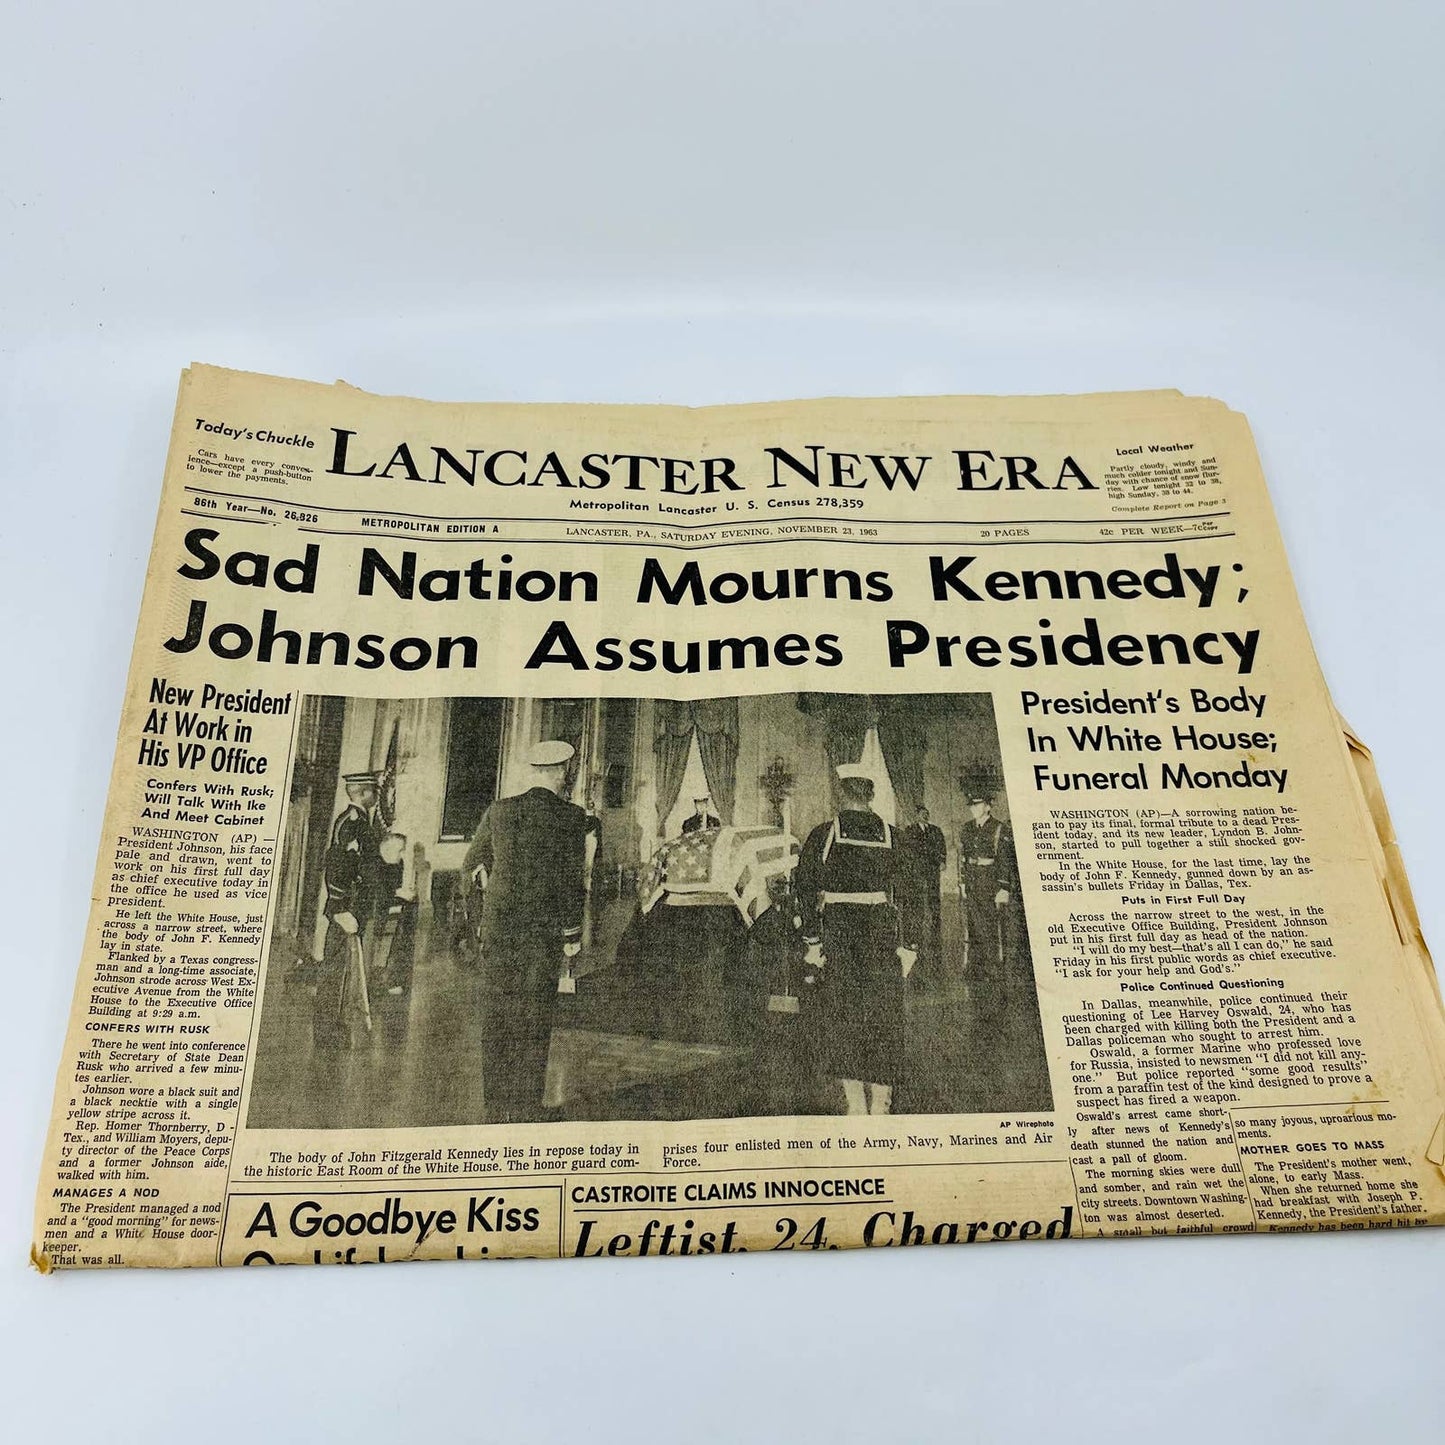 Today's Chuckle
Cars have every conven-
ience—except a push-button
to lower the payments.
LANCASTER NEW ERA
Metropolitan Lancaster U. S. Census 278,359
Local Weather
Partly cloudy, windy and
much colder tonight and Sun-
day with chance of snow flur-
ries. Low tonight 32 to 38,
high Sunday, 38 to 44.
Complete Report on Page 3
86th Year—No. 26,926
METROPOLITAN EDITION A
LANCASTER, PA., SATURDAY EVENING, NOVEMBER 23, 1963
20 PAGES
42c PER WEEK—7c Per Copy
Sad Nation Mourns Kennedy;
Johnson Assumes Presidency
New President
At Work in
His VP Office
Confers With Rusk;
Will Talk With Ike
And Meet Cabinet
WASHINGTON (AP) —
President Johnson, his face
pale and drawn, went to
work on his first full day
as chief executive today in
the office he used as vice
president.
He left the White House, just
across a narrow street, where
the body of John F. Kennedy
lay in state.
Flanked by a Texas congress-
man and a long-time associate,
Johnson strode across West Ex-
ecutive Avenue from the White
House to the Executive Office
Building at 9:29 a.m.
CONFERS WITH RUSK
There he went into conference
with Secretary of State Dean
Rusk who arrived a few minu-
tes earlier.
Johnson wore a black suit and
a black necktie with a single
yellow stripe across it.
Rep. Homer Thornberry, D -
Tex., and William Moyers, depu-
ty director of the Peace Corps
and a former Johnson aide,
walked with him.
MANAGES A NOD
The President managed a nod
and a "good morning" for news-
men and a White House door-
keeper.
That was all.
AP Wirephoto
The body of John Fitzgerald Kennedy lies in repose today in
the historic East Room of the White House. The honor guard com-
prises four enlisted men of the Army, Navy, Marines and Air
Force.
A Goodbye Kiss
CASTROITE CLAIMS INNOCENCE
Leftist, 24, Charged
President's Body
In White House;
Funeral Monday
WASHINGTON (AP)—A sorrowing nation be-
gan to pay its final, formal tribute to a dead Pres-
ident today, and its new leader, Lyndon B. John-
son, started to pull together a still shocked gov-
ernment.
In the White House, for the last time, lay the
body of John F. Kennedy, gunned down by an as-
sassin's bullets Friday in Dallas, Tex.
Puts in First Full Day
Across the narrow street to the west, in the
old Executive Office Building, President Johnson
put in his first full day as head of the nation.
"I will do my best—that's all I can do," he said
Friday in his first public words as chief executive.
"I ask for your help and God's."
Police Continued Questioning
In Dallas, meanwhile, police continued their
questioning of Lee Harvey Oswald, 24, who has
been charged with killing both the President and a
Dallas policeman who sought to arrest him.
Oswald, a former Marine who professed love
for Russia, insisted to newsmen "I did not kill any-
one." But police reported "some good results"
from a paraffin test of the kind designed to prove a
suspect has fired a weapon.
Oswald's arrest came short-
ly after news of Kennedy's
death stunned the nation and
cast a pall of gloom.
The morning skies were dull
and somber, and rain wet the
city streets. Downtown Washing-
ton was almost deserted.
A small but faithful crowd
so many joyous, uproarious mo-
ments.
MOTHER GOES TO MASS
The President's mother went,
alone, to early Mass.
When she returned home she
had breakfast with Joseph P.
Kennedy, the President's father.
Kennedy has been hard hit by